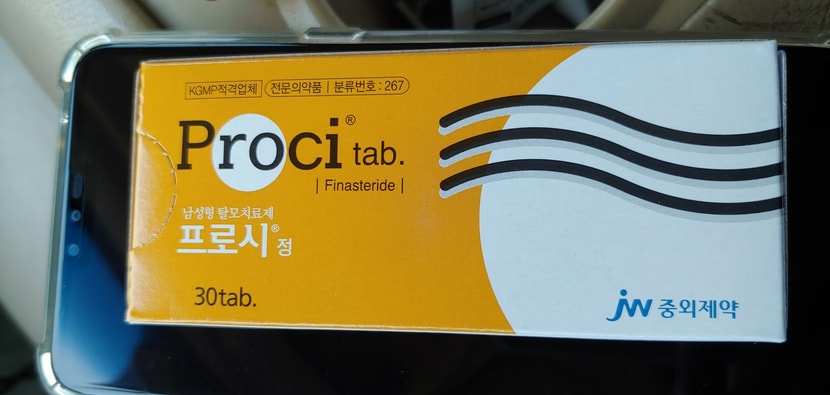 KGMP적격업체 전문의약품 | 분류번호 : 267
Proci® tab.
| Finasteride |
남성형 탈모치료제
프로시® 정
30tab.
jw 중외제약